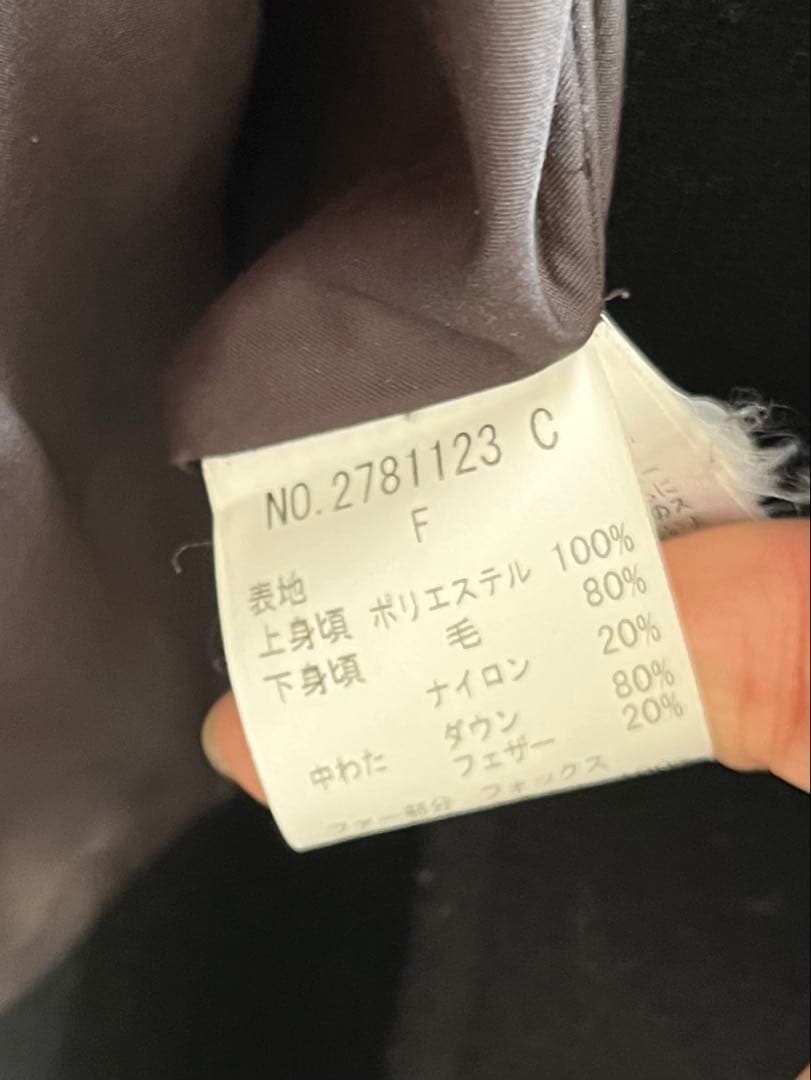 NO.2781123 C
F
表地
上身頃 ポリエステル 100%
下身頃 毛 80%
ナイロン 20%
中わた ダウン 80%
フェザー 20%
ファー部分 フォックス